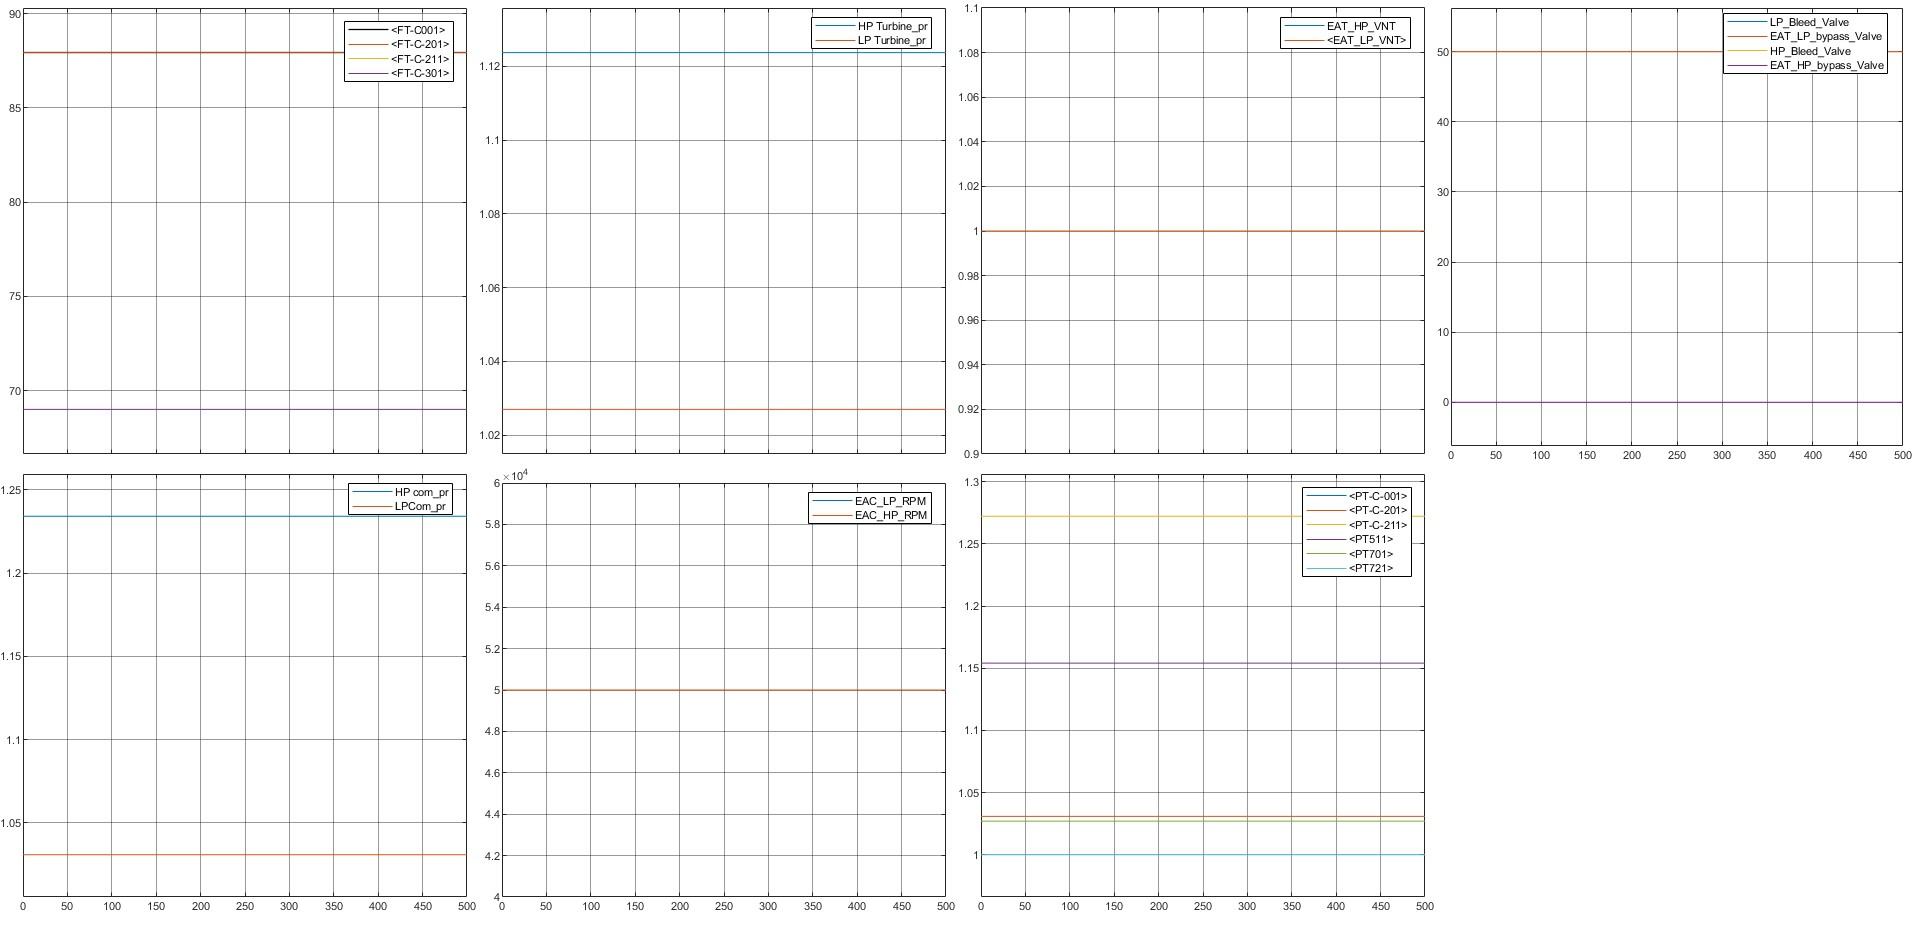 90
85
80
75
70
<FT-C001>
<FT-C-201>
<FT-C-211>
<FT-C-301>
1.12
1.1
1.08
1.06
1.04
1.02
HP Turbine_pr
LP Turbine_pr
1.1
1.08
1.06
1.04
1.02
1
0.98
0.96
0.94
0.92
0.9
EAT_HP_VNT
<EAT_LP_VNT>
50
40
30
20
10
0
LP_Bleed_Valve
EAT_LP_bypass_Valve
HP_Bleed_Valve
EAT_HP_bypass_Valve
0 50 100 150 200 250 300 350 400 450 500
1.25
1.2
1.15
1.1
1.05
HP com_pr
LPCom_pr
0 50 100 150 200 250 300 350 400 450 500
×10⁴
6
5.8
5.6
5.4
5.2
5
4.8
4.6
4.4
4.2
4
EAC_LP_RPM
EAC_HP_RPM
0 50 100 150 200 250 300 350 400 450 500
1.3
1.25
1.2
1.15
1.1
1.05
1
<PT-C-001>
<PT-C-201>
<PT-C-211>
<PT511>
<PT701>
<PT721>
0 50 100 150 200 250 300 350 400 450 500